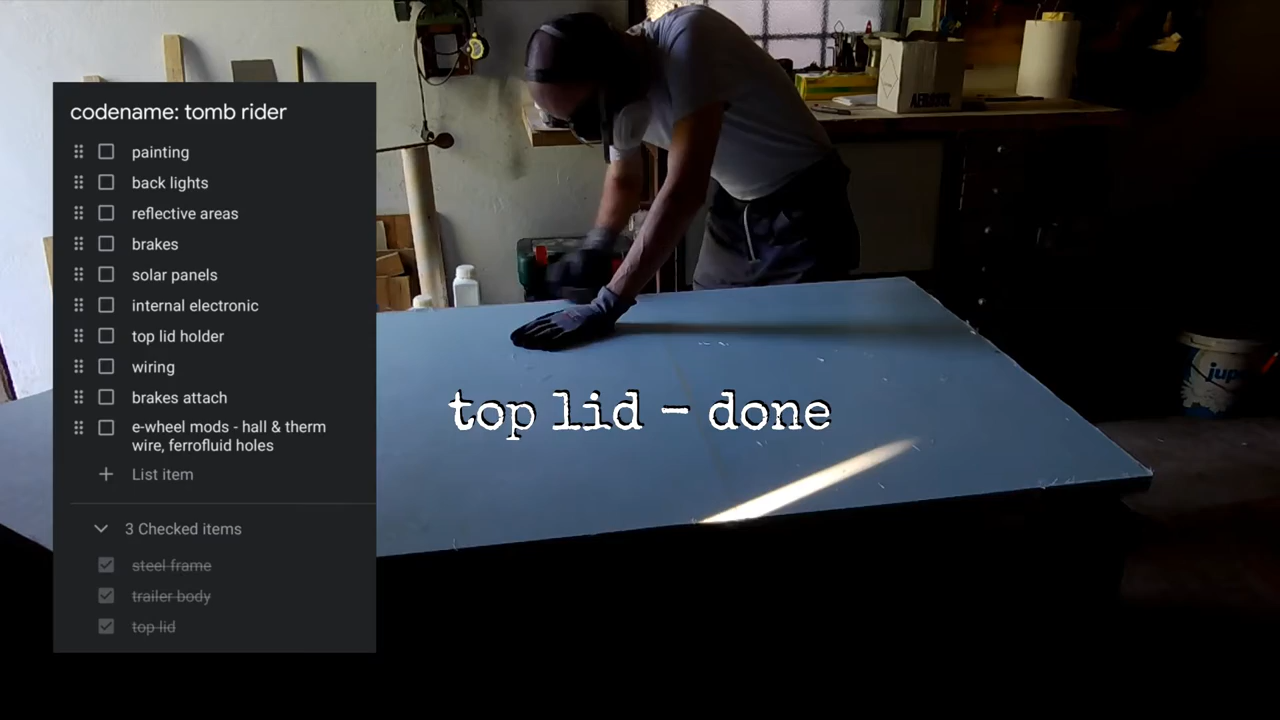 codename: tomb rider
painting
back lights
reflective areas
brakes
solar panels
internal electronic
top lid holder
wiring
brakes attach
e-wheel mods - hall & therm
wire, ferrofluid holes
List item
3 Checked items
steel frame
trailer body
top lid
top lid - done